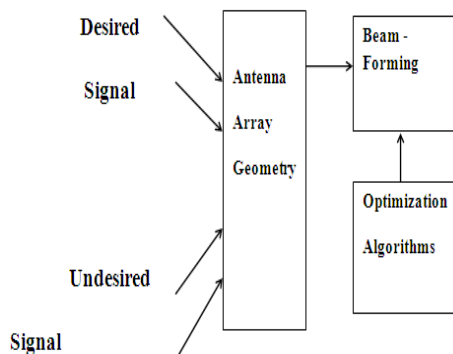 Desired
Signal
Undesired
Signal
Antenna
Array
Geometry
Beam -
Forming
Optimization
Algorithms